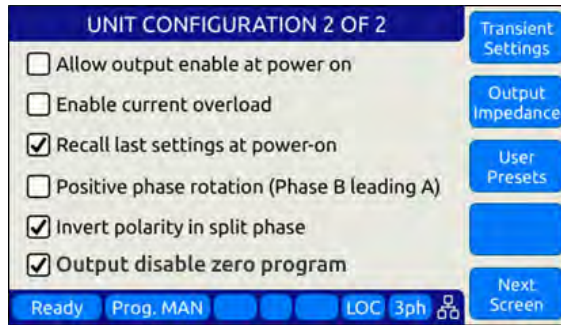 UNIT CONFIGURATION 2 OF 2
Allow output enable at power on
Enable current overload
Recall last settings at power-on
Positive phase rotation (Phase B leading A)
Invert polarity in split phase
Output disable zero program
Transient
Settings
Output
Impedance
User
Presets
Next
Screen
Ready
Prog. MAN
LOC
3ph